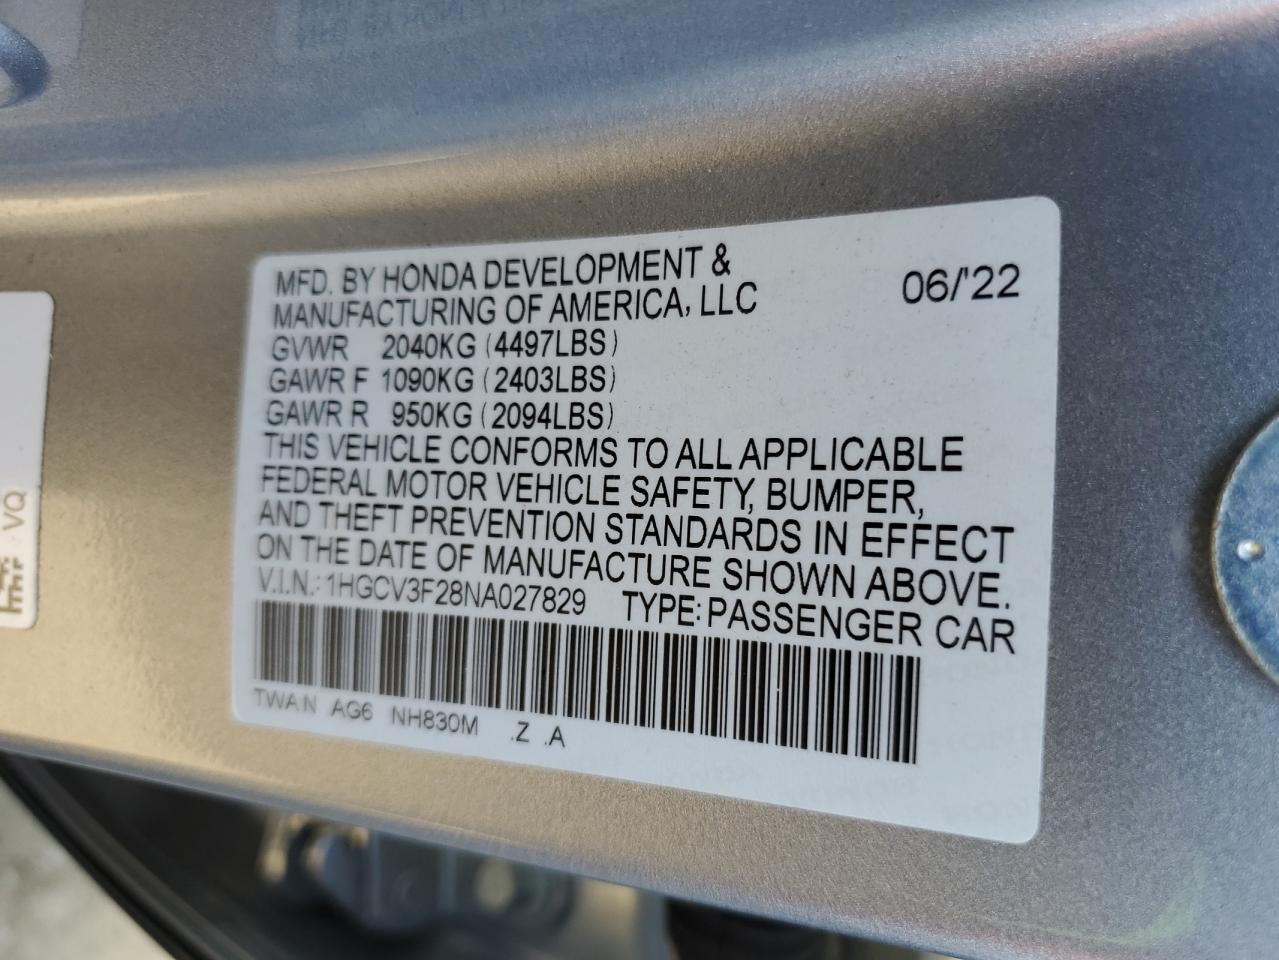 MFD. BY HONDA DEVELOPMENT &
MANUFACTURING OF AMERICA, LLC
06/'22
GVWR 2040KG (4497LBS)
GAWR F 1090KG (2403LBS)
GAWR R 950KG (2094LBS)
THIS VEHICLE CONFORMS TO ALL APPLICABLE
FEDERAL MOTOR VEHICLE SAFETY, BUMPER,
AND THEFT PREVENTION STANDARDS IN EFFECT
ON THE DATE OF MANUFACTURE SHOWN ABOVE.
V.I.N.: 1HGCV3F28NA027829 TYPE: PASSENGER CAR
TWAIN AG6 NH830M .Z .A
VQ